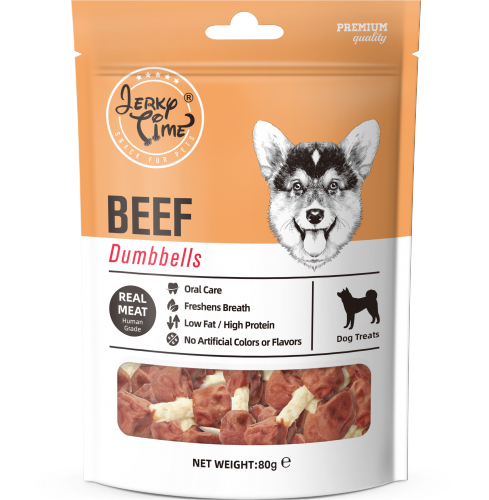 PREMIUM
quality
JERKY ®
TIME
SNACK FOR PETS
BEEF
Dumbbells
REAL
MEAT
Human
Grade
Oral Care
Freshens Breath
Low Fat / High Protein
No Artificial Colors or Flavors
Dog Treats
NET WEIGHT:80g ℮